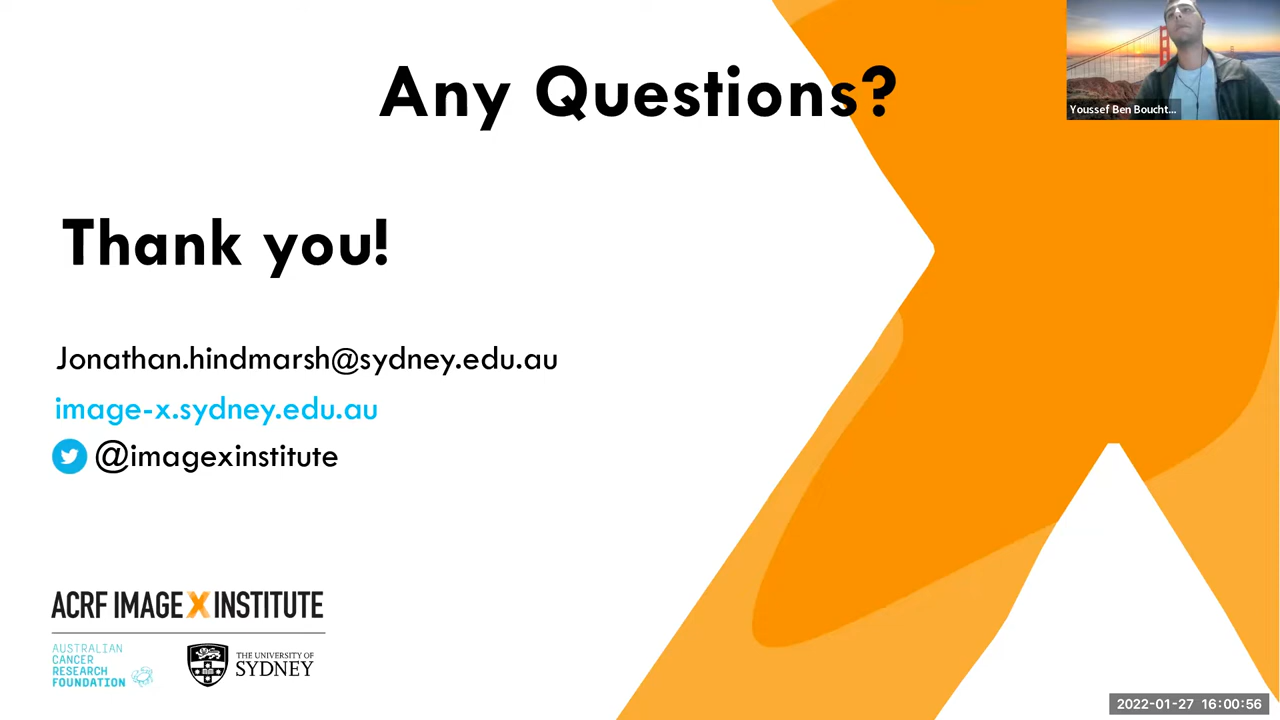 Any Questions?
Youssef Ben Boucht...
Thank you!
Jonathan.hindmarsh@sydney.edu.au
image-x.sydney.edu.au
@imagexinstitute
ACRF IMAGE X INSTITUTE
AUSTRALIAN
CANCER
RESEARCH
FOUNDATION
THE UNIVERSITY OF
SYDNEY
2022-01-27 16:00:56